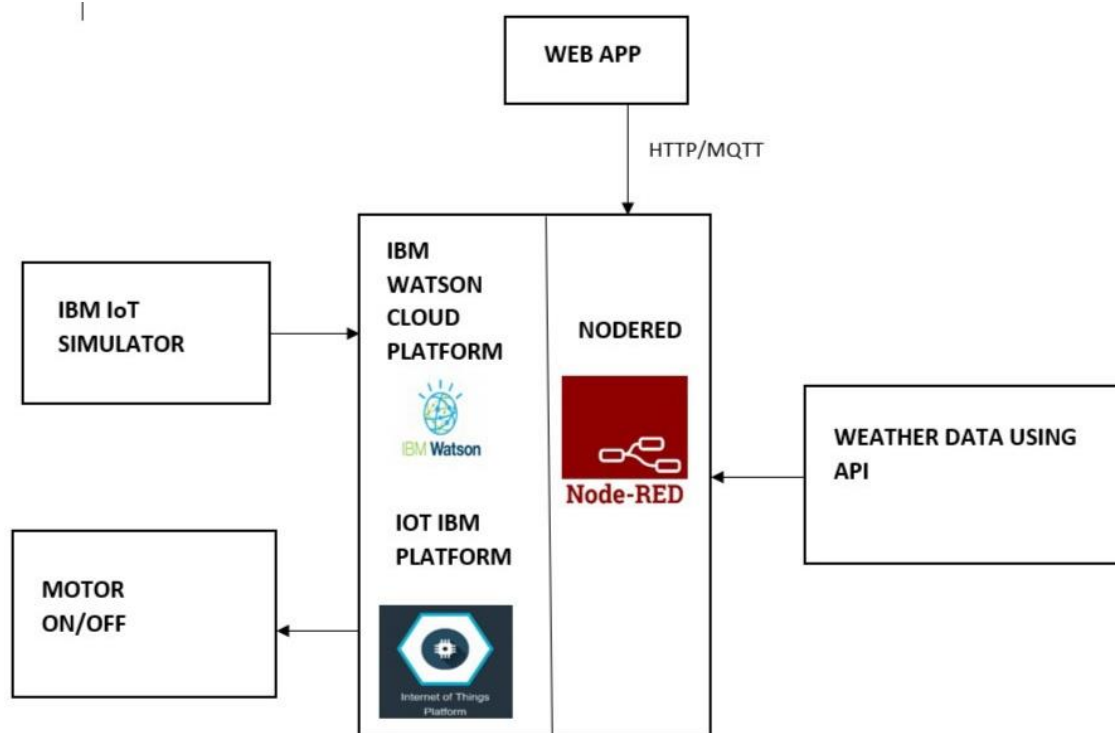 WEB APP
HTTP/MQTT
IBM
WATSON
CLOUD
PLATFORM
IBM IoT
SIMULATOR
NODERED
IBM Watson
Node-RED
WEATHER DATA USING
API
IOT IBM
PLATFORM
MOTOR
ON/OFF
Internet of Things
Platform